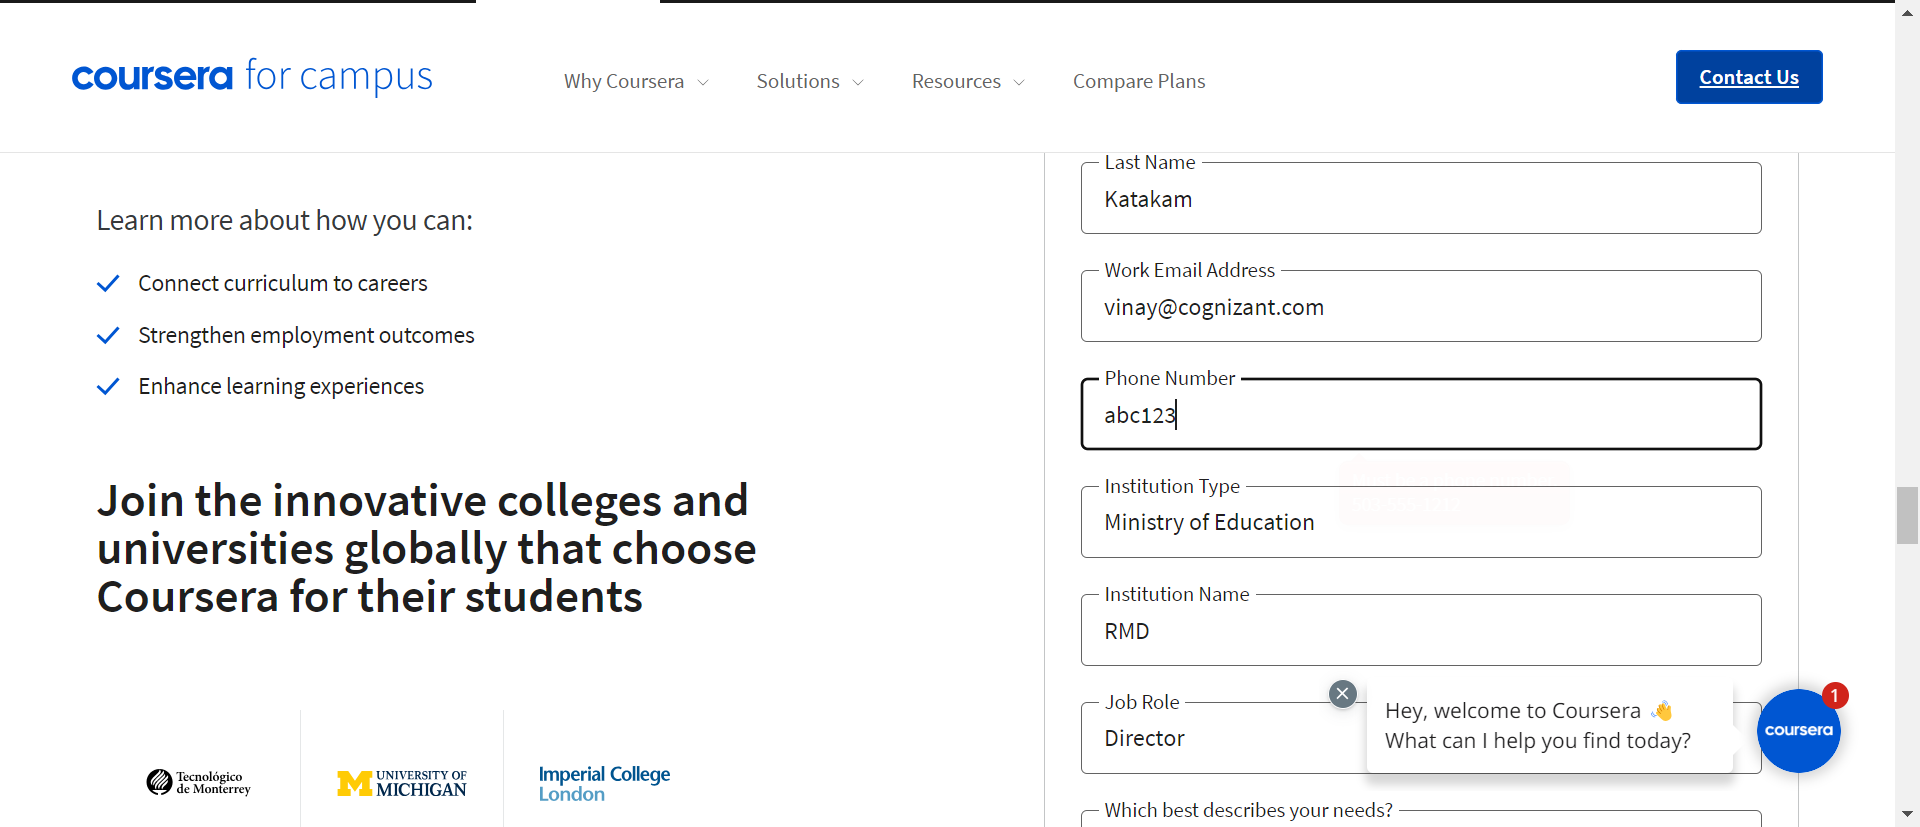 coursera for campus
Why Coursera
Solutions
Resources
Compare Plans
Contact Us
Learn more about how you can:
Connect curriculum to careers
Strengthen employment outcomes
Enhance learning experiences
Join the innovative colleges and
universities globally that choose
Coursera for their students
Tecnológico
de Monterrey
M UNIVERSITY OF
MICHIGAN
Imperial College
London
Last Name
Katakam
Work Email Address
vinay@cognizant.com
Phone Number
abc123
Institution Type
Ministry of Education
Institution Name
RMD
Job Role
Director
Which best describes your needs?
Hey, welcome to Coursera 👋
What can I help you find today?
coursera
1